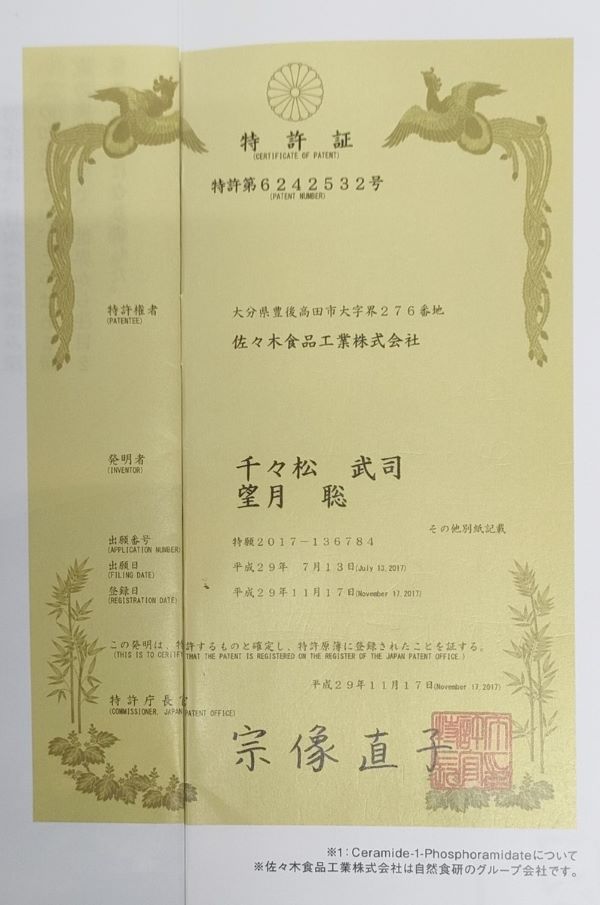 特許証
(CERTIFICATE OF PATENT)
特許第6242532号
(PATENT NUMBER)
特許権者
(PATENTEE)
大分県豊後高田市大字界276番地
佐々木食品工業株式会社
発明者
(INVENTOR)
千々松 武司
望月 聡
その他別紙記載
出願番号
(APPLICATION NUMBER)
特願2017-136784
出願日
(FILING DATE)
平成29年 7月13日(July 13,2017)
登録日
(REGISTRATION DATE)
平成29年11月17日(November 17,2017)
この発明は、特許するものと確定し、特許原簿に登録されたことを証する。
(THIS IS TO CERTIFY THAT THE PATENT IS REGISTERED ON THE REGISTER OF THE JAPAN PATENT OFFICE.)
平成29年11月17日(November 17,2017)
特許庁長官
(COMMISSIONER, JAPAN PATENT OFFICE)
宗像直子
※1:Ceramide-1-Phosphoramidateについて
※佐々木食品工業株式会社は自然食研のグループ会社です。